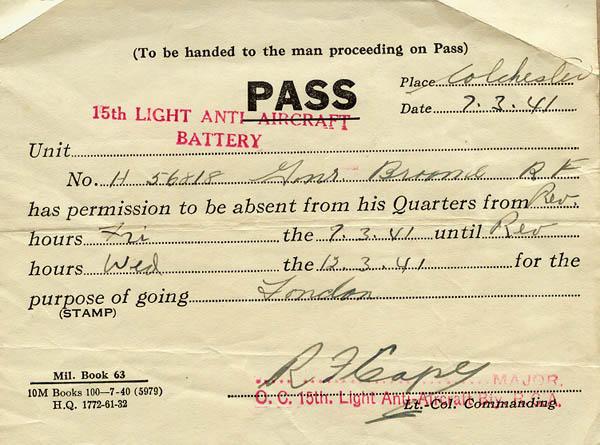 (To be handed to the man proceeding on Pass)
PASS
Place Colchester
Date 7.3.41
15th LIGHT ANTI-AIRCRAFT
BATTERY
Unit
No. H 56818 Gnr Broome R F
has permission to be absent from his Quarters from Rev.
hours Fri the 7.3.41 until Rev
hours Wed the 12.3.41 for the
purpose of going London
(STAMP)
Mil. Book 63
10M Books 100—7-40 (5979)
H.Q. 1772-61-32
MAJOR,
O. C. 15th. Light Anti-Aircraft Bty. R.C.A.
Lt.-Col. Commanding